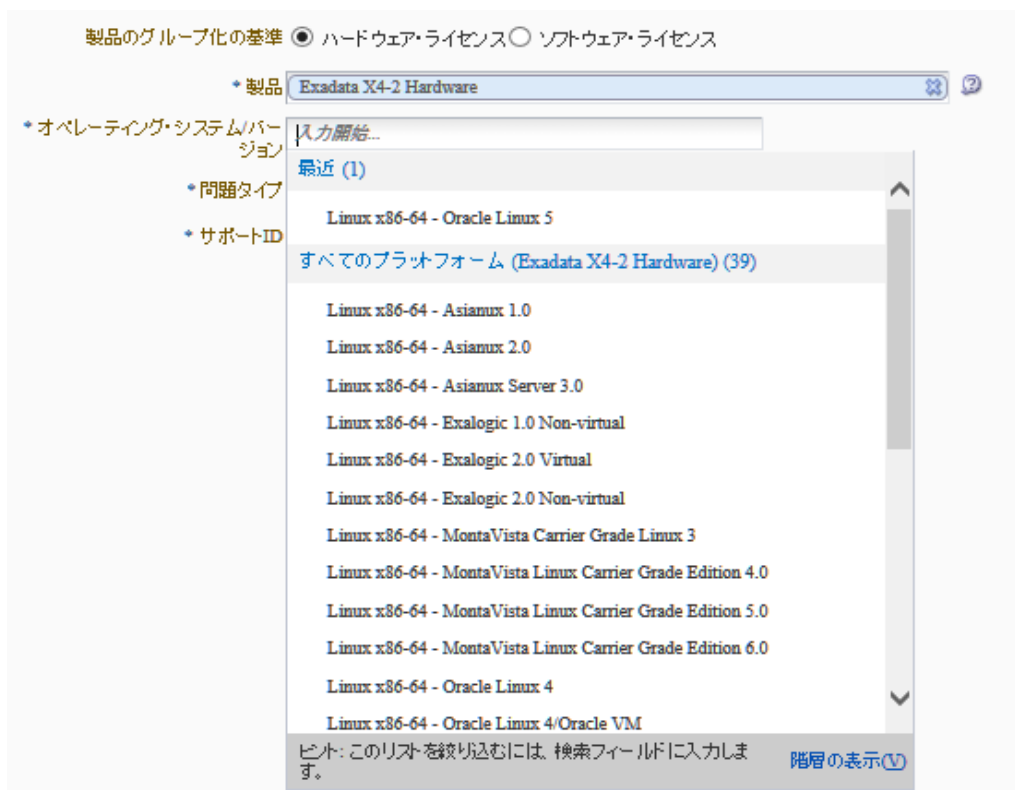 製品のグループ化の基準 ハードウェア・ライセンス ソフトウェア・ライセンス
* 製品 Exadata X4-2 Hardware
* オペレーティング・システム/バー
ジョン
入力開始...
* 問題タイプ
* サポートID
最近 (1)
Linux x86-64 - Oracle Linux 5
すべてのプラットフォーム (Exadata X4-2 Hardware) (39)
Linux x86-64 - Asianux 1.0
Linux x86-64 - Asianux 2.0
Linux x86-64 - Asianux Server 3.0
Linux x86-64 - Exalogic 1.0 Non-virtual
Linux x86-64 - Exalogic 2.0 Virtual
Linux x86-64 - Exalogic 2.0 Non-virtual
Linux x86-64 - MontaVista Carrier Grade Linux 3
Linux x86-64 - MontaVista Linux Carrier Grade Edition 4.0
Linux x86-64 - MontaVista Linux Carrier Grade Edition 5.0
Linux x86-64 - MontaVista Linux Carrier Grade Edition 6.0
Linux x86-64 - Oracle Linux 4
Linux x86-64 - Oracle Linux 4/Oracle VM
ヒント: このリストを絞り込むには、検索フィールドに入力しま
す。
階層の表示(V)